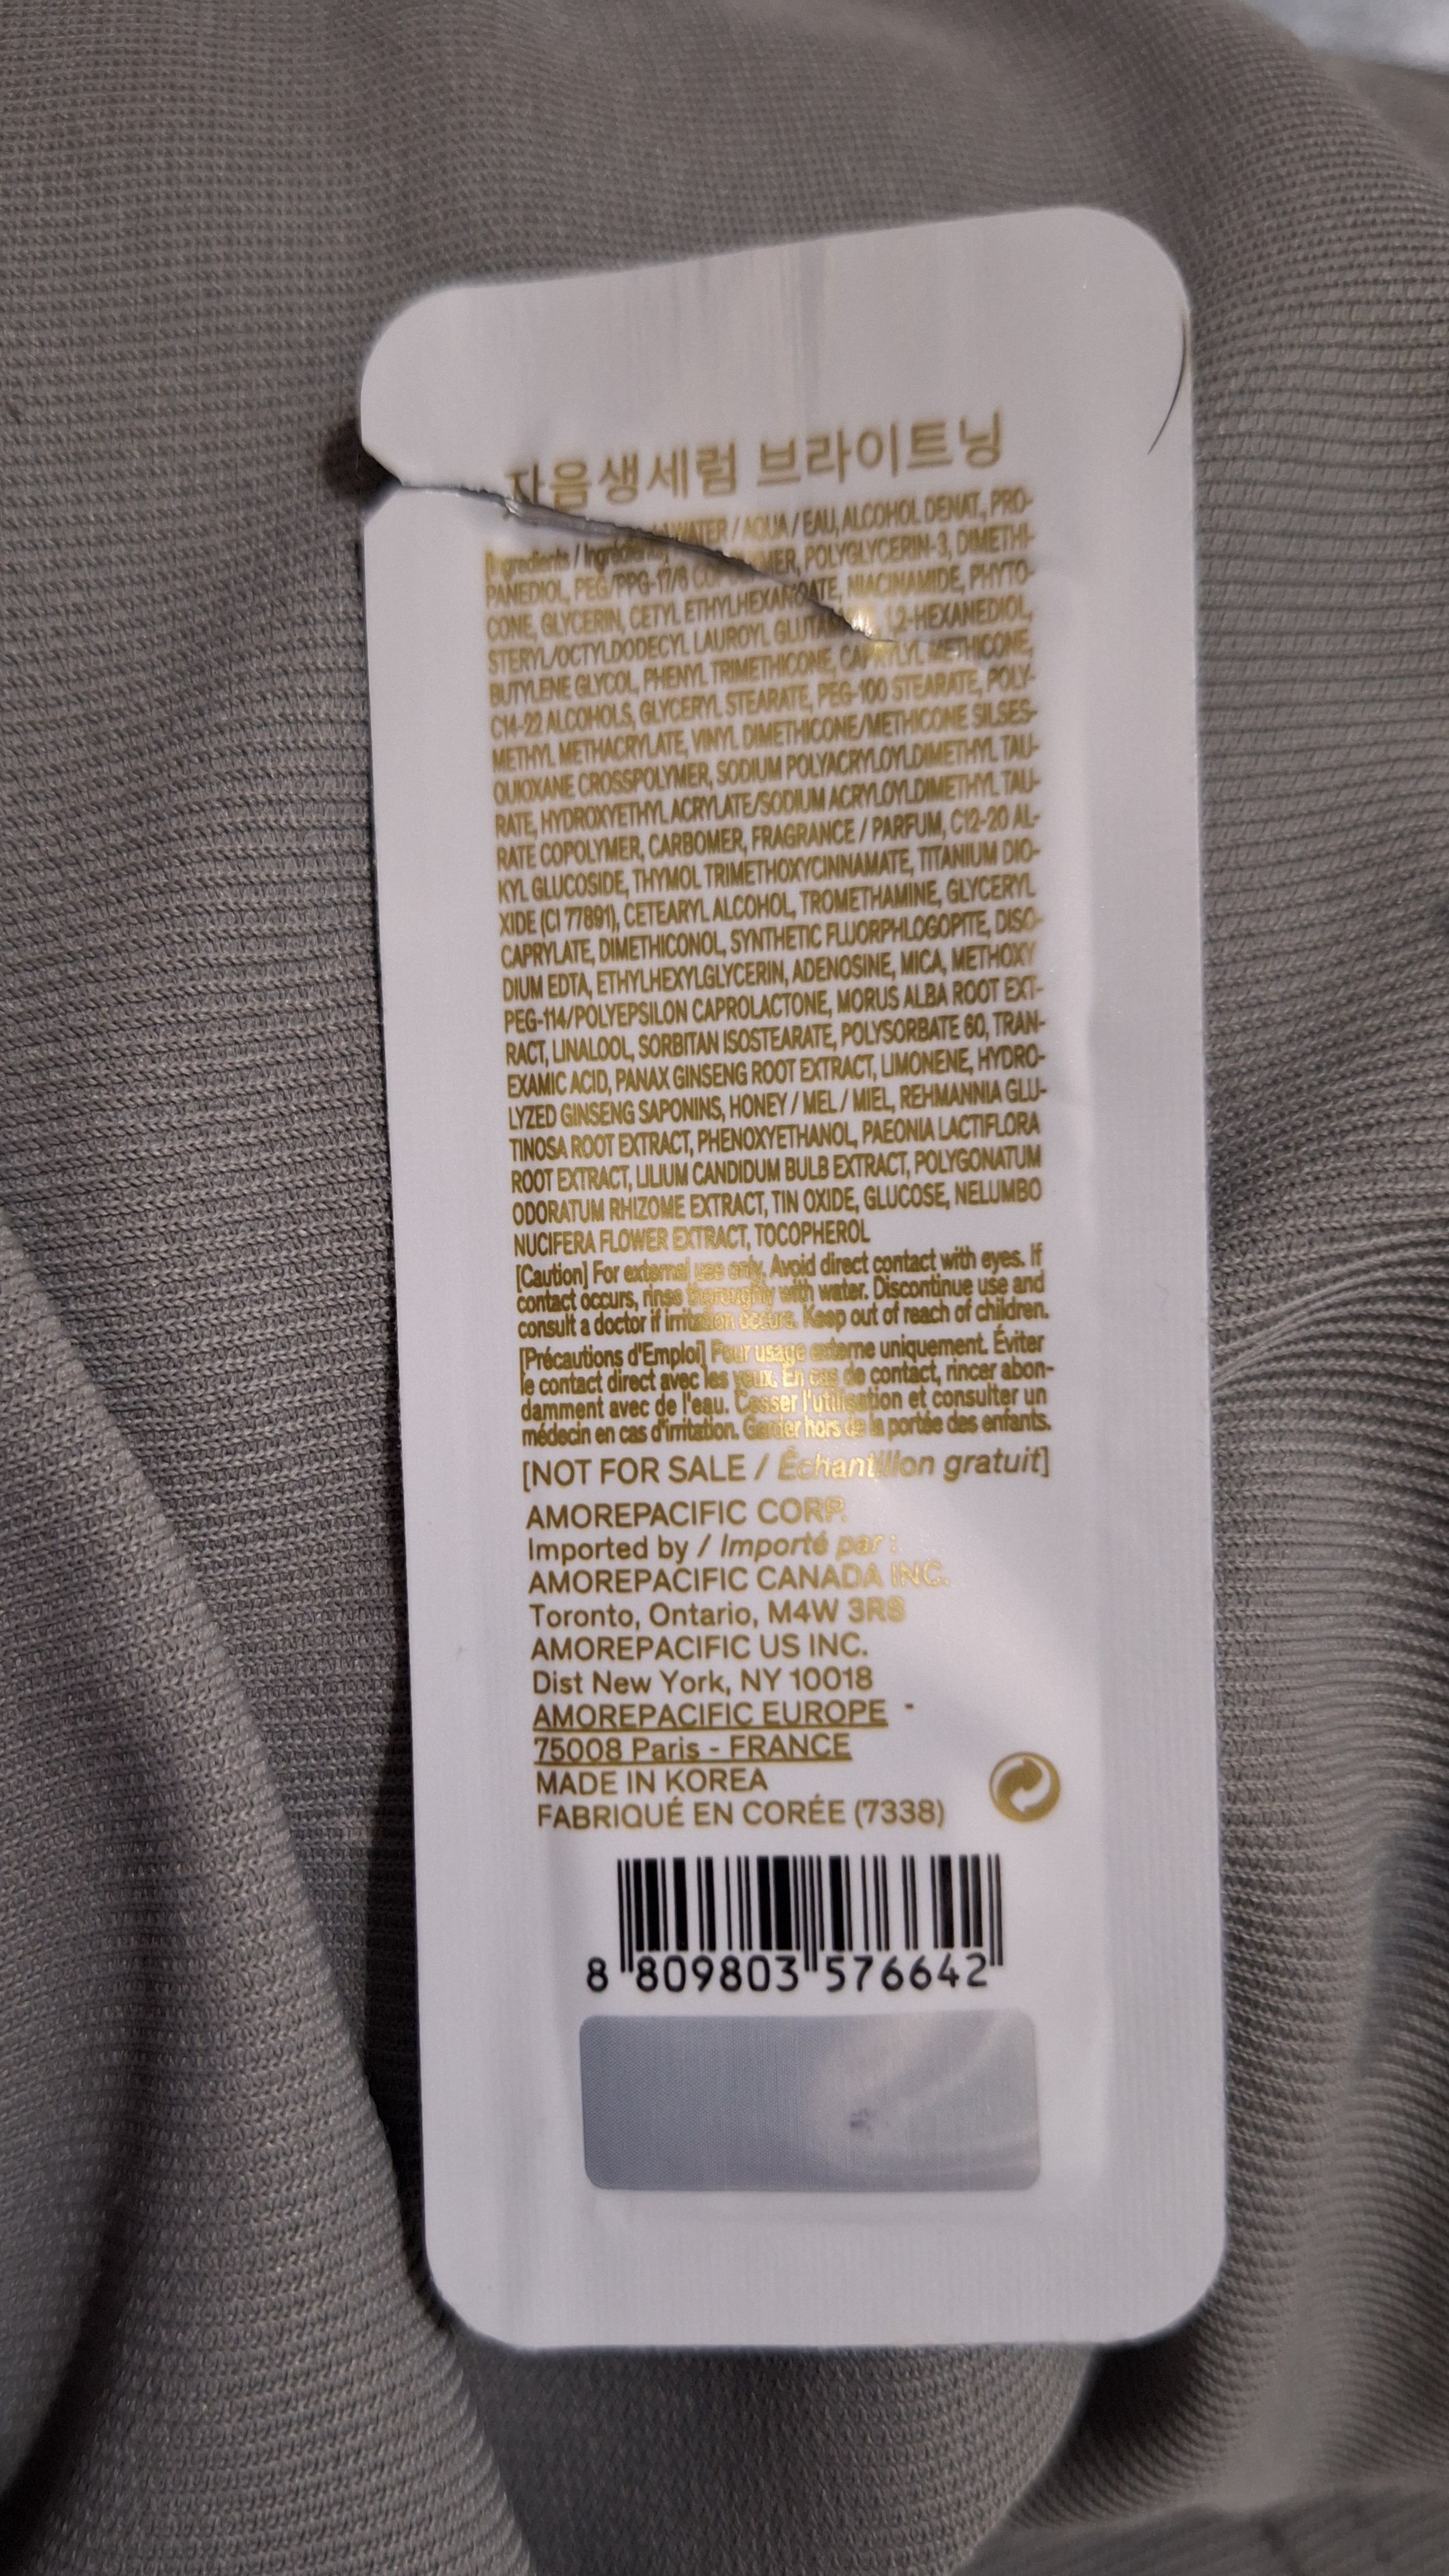 자음생세럼 브라이트닝
[Ingredients / Ingrédients] WATER / AQUA / EAU, ALCOHOL DENAT., PRO-
PANEDIOL, PEG/PPG-17/6 COPOLYMER, POLYGLYCERIN-3, DIMETHI-
CONE, GLYCERIN, CETYL ETHYLHEXANOATE, NIACINAMIDE, PHYTO-
STERYL/OCTYLDODECYL LAUROYL 1,2-HEXANEDIOL,
BUTYLENE GLYCOL, PHENYL TRIMETHICONE, CAPRYLYL METHICONE,
C14-22 ALCOHOLS, GLYCERYL STEARATE, PEG-100 STEARATE, POLY-
METHYL METHACRYLATE, VINYL DIMETHICONE/METHICONE SILSES-
QUIOXANE CROSSPOLYMER, SODIUM POLYACRYLOYLDIMETHYL TAU-
RATE, HYDROXYETHYL ACRYLATE/SODIUM ACRYLOYLDIMETHYL TAU-
RATE COPOLYMER, CARBOMER, FRAGRANCE / PARFUM, C12-20 AL-
KYL GLUCOSIDE, THYMOL TRIMETHOXYCINNAMATE, TITANIUM DIO-
XIDE (CI 77891), CETEARYL ALCOHOL, TROMETHAMINE, GLYCERYL
CAPRYLATE, DIMETHICONOL, SYNTHETIC FLUORPHLOGOPITE, DISO-
DIUM EDTA, ETHYLHEXYLGLYCERIN, ADENOSINE, MICA, METHOXY
PEG-114/POLYEPSILON CAPROLACTONE, MORUS ALBA ROOT EXT-
RACT, LINALOOL, SORBITAN ISOSTEARATE, POLYSORBATE 60, TRAN-
EXAMIC ACID, PANAX GINSENG ROOT EXTRACT, LIMONENE, HYDRO-
LYZED GINSENG SAPONINS, HONEY / MEL / MIEL, REHMANNIA GLU-
TINOSA ROOT EXTRACT, PHENOXYETHANOL, PAEONIA LACTIFLORA
ROOT EXTRACT, LILIUM CANDIDUM BULB EXTRACT, POLYGONATUM
ODORATUM RHIZOME EXTRACT, TIN OXIDE, GLUCOSE, NELUMBO
NUCIFERA FLOWER EXTRACT, TOCOPHEROL
[Caution] For external use only. Avoid direct contact with eyes. If
contact occurs, rinse thoroughly with water. Discontinue use and
consult a doctor if irritation occurs. Keep out of reach of children.
[Précautions d'Emploi] Pour usage externe uniquement. Éviter
le contact direct avec les yeux. En cas de contact, rincer abon-
damment avec de l'eau. Cesser l'utilisation et consulter un
médecin en cas d'irritation. Garder hors de la portée des enfants.
[NOT FOR SALE / Échantillon gratuit]
AMOREPACIFIC CORP.
Imported by / Importé par :
AMOREPACIFIC CANADA INC.
Toronto, Ontario, M4W 3R8
AMOREPACIFIC US INC.
Dist New York, NY 10018
AMOREPACIFIC EUROPE -
75008 Paris - FRANCE
MADE IN KOREA
FABRIQUÉ EN CORÉE (7338)
8 809803 576642